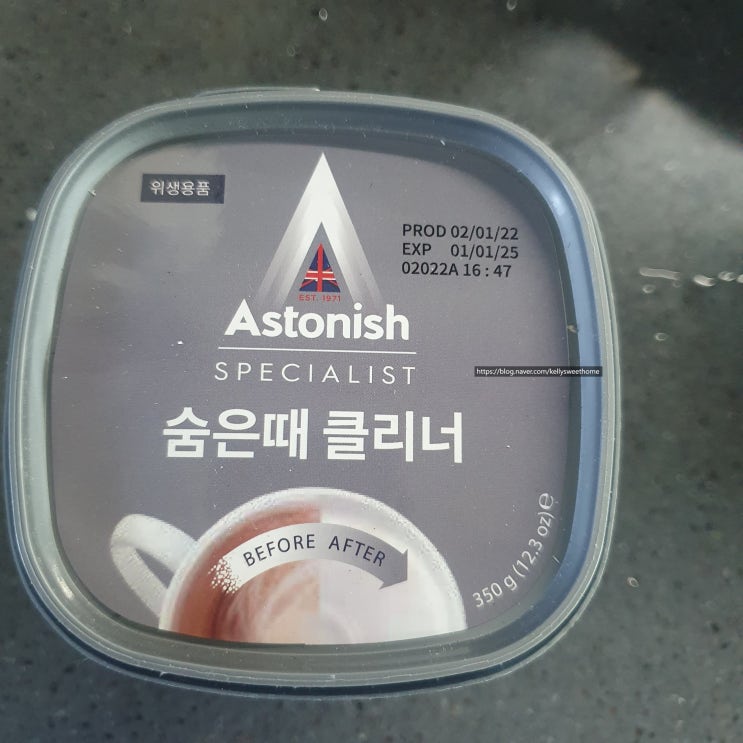 위생용품
PROD 02/01/22
EXP 01/01/25
02022A 16 : 47
EST. 1971
Astonish
SPECIALIST
https://blog.naver.com/kellysweethome
숨은때 클리너
BEFORE AFTER
350 g (12.3 oz) ℮